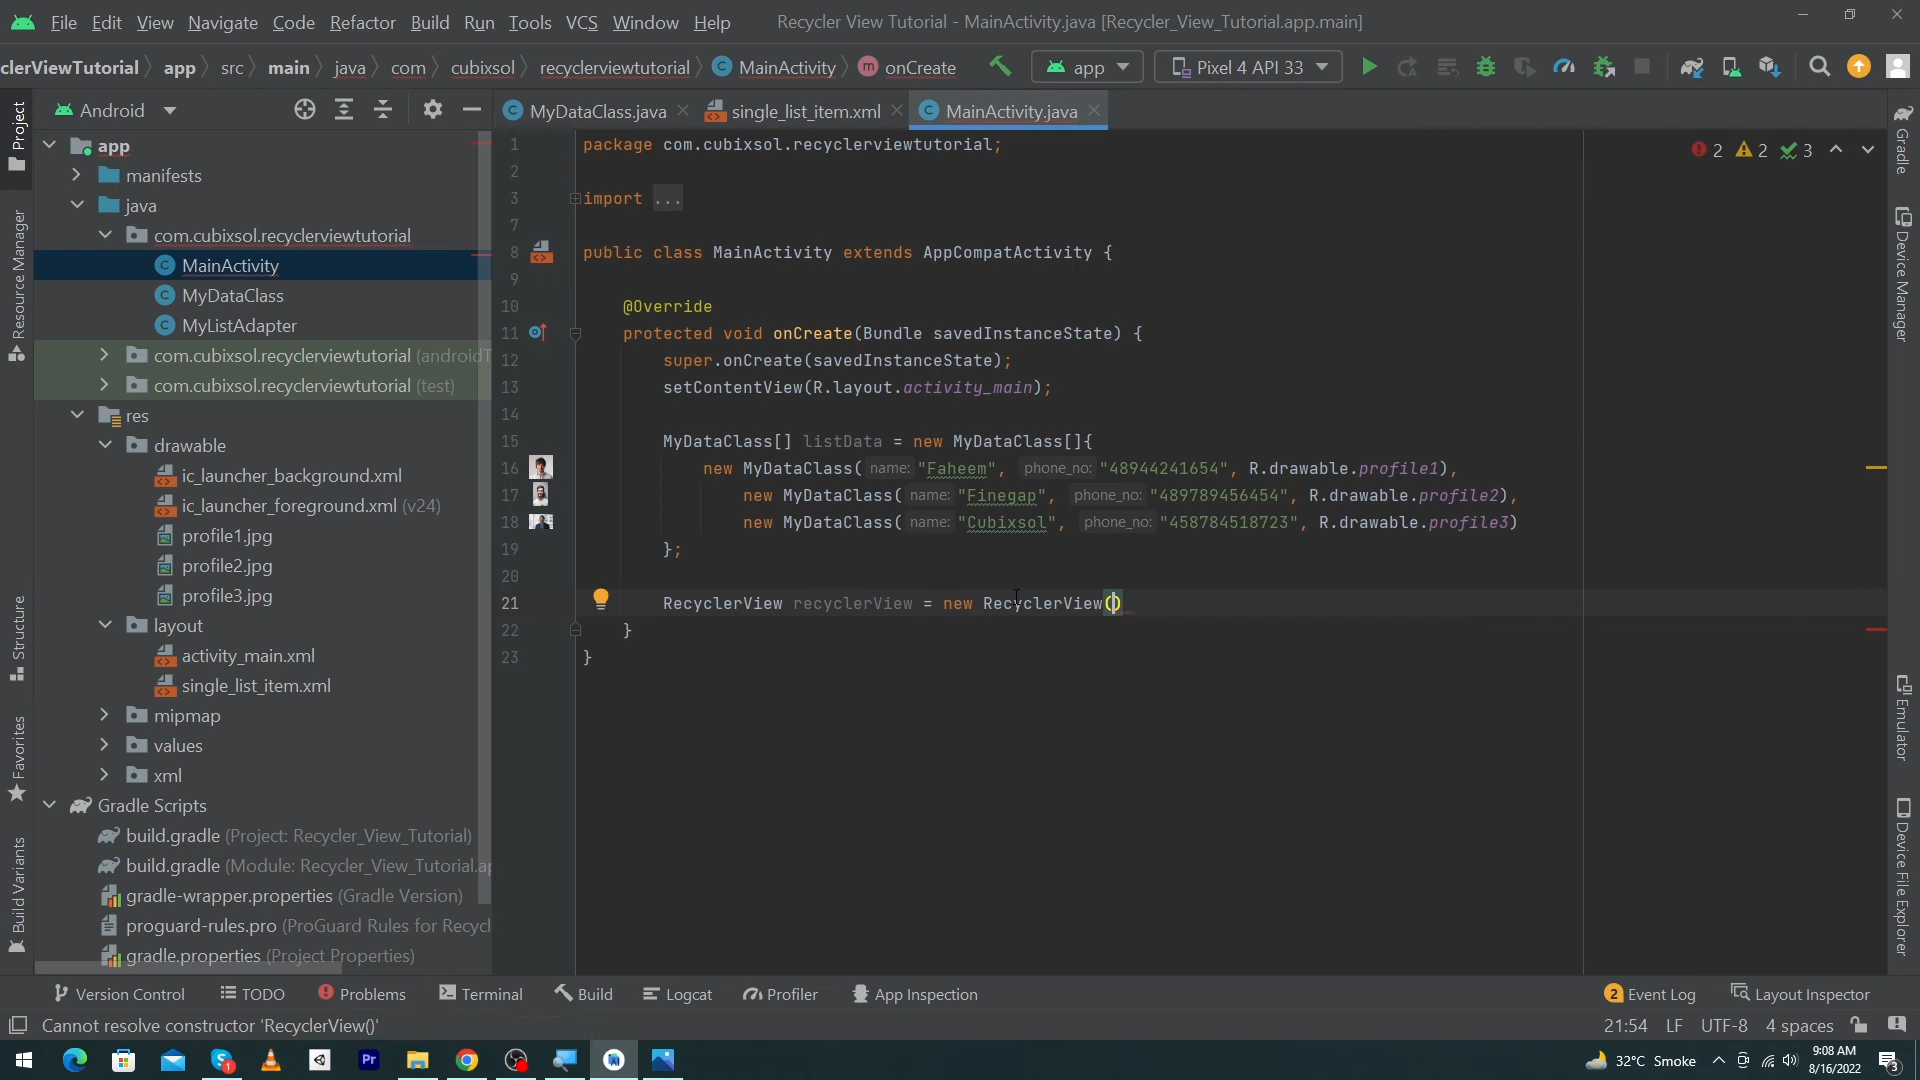 File Edit View Navigate Code Refactor Build Run Tools VCS Window Help Recycler View Tutorial - MainActivity.java [Recycler_View_Tutorial.app.main]
clerViewTutorial app src main java com cubixsol recyclerviewtutorial MainActivity onCreate app Pixel 4 API 33
Project
Resource Manager
Structure
Favorites
Build Variants
Android
app
manifests
java
com.cubixsol.recyclerviewtutorial
MainActivity
MyDataClass
MyListAdapter
com.cubixsol.recyclerviewtutorial (androidT
com.cubixsol.recyclerviewtutorial (test)
res
drawable
ic_launcher_background.xml
ic_launcher_foreground.xml (v24)
profile1.jpg
profile2.jpg
profile3.jpg
layout
activity_main.xml
single_list_item.xml
mipmap
values
xml
Gradle Scripts
build.gradle (Project: Recycler_View_Tutorial)
build.gradle (Module: Recycler_View_Tutorial.ap
gradle-wrapper.properties (Gradle Version)
proguard-rules.pro (ProGuard Rules for Recycl
gradle.properties (Project Properties)
MyDataClass.java single_list_item.xml MainActivity.java
2 2 3
1 package com.cubixsol.recyclerviewtutorial;
2
3 import ...
7
8 public class MainActivity extends AppCompatActivity {
9
10 @Override
11 protected void onCreate(Bundle savedInstanceState) {
12 super.onCreate(savedInstanceState);
13 setContentView(R.layout.activity_main);
14
15 MyDataClass[] listData = new MyDataClass[]{
16 new MyDataClass( name: "Faheem", phone_no: "48944241654", R.drawable.profile1),
17 new MyDataClass( name: "Finegap", phone_no: "489789456454", R.drawable.profile2),
18 new MyDataClass( name: "Cubixsol", phone_no: "458784518723", R.drawable.profile3)
19 };
20
21 RecyclerView recyclerView = new RecyclerView()
22 }
23 }
Gradle
Device Manager
Emulator
Device File Explorer
Version Control TODO Problems Terminal Build Logcat Profiler App Inspection 2 Event Log Layout Inspector
Cannot resolve constructor 'RecyclerView()' 21:54 LF UTF-8 4 spaces
Pr 1 32°C Smoke 9:08 AM
8/16/2022 3